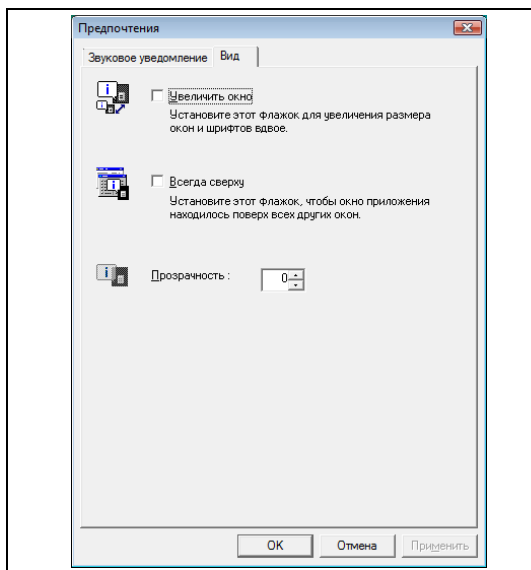 Предпочтения
Звуковое уведомление Вид
Увеличить окно
Установите этот флажок для увеличения размера
окон и шрифтов вдвое.
Всегда сверху
Установите этот флажок, чтобы окно приложения
находилось поверх всех других окон.
Прозрачность : 0
OK Отмена Применить